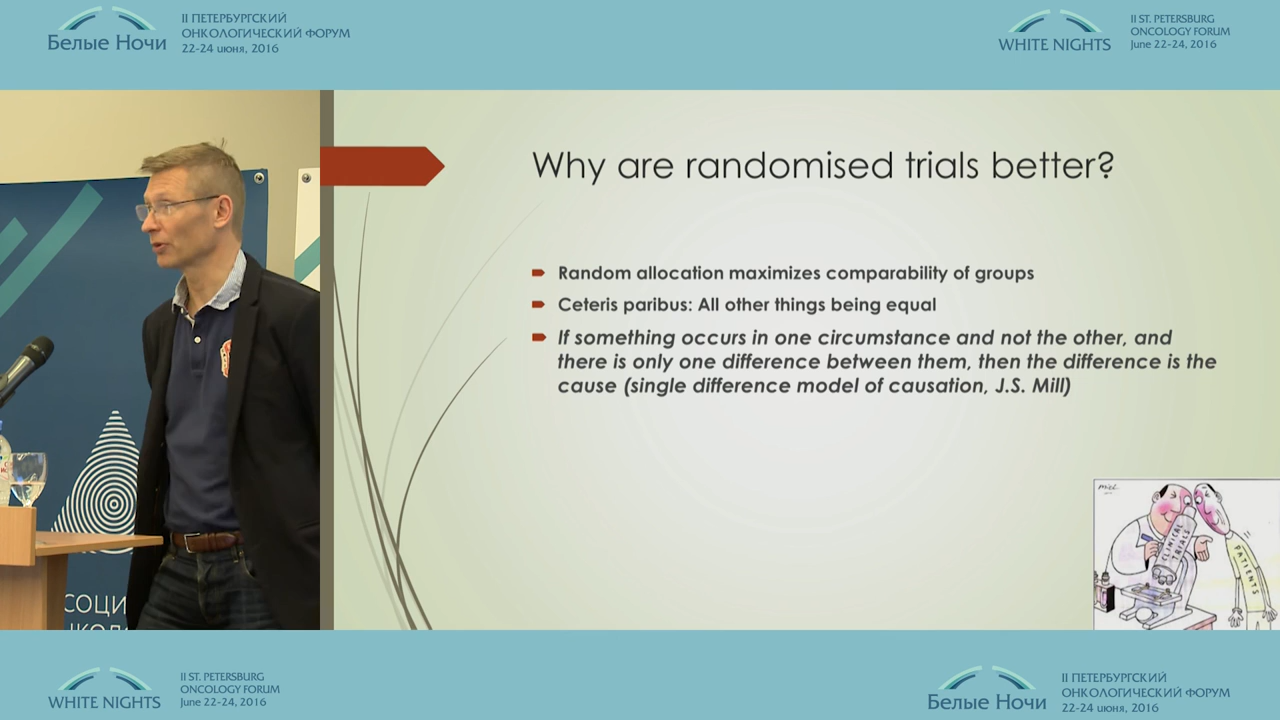 Белые Ночи
II ПЕТЕРБУРГСКИЙ
ОНКОЛОГИЧЕСКИЙ ФОРУМ
22-24 июня, 2016
WHITE NIGHTS
II ST. PETERSBURG
ONCOLOGY FORUM
June 22-24, 2016
Why are randomised trials better?
Random allocation maximizes comparability of groups
Ceteris paribus: All other things being equal
If something occurs in one circumstance and not the other, and
there is only one difference between them, then the difference is the
cause (single difference model of causation, J.S. Mill)
CLINICAL
TRIALS
PATIENTS
СОЦИ
WHITE NIGHTS
II ST. PETERSBURG
ONCOLOGY FORUM
June 22-24, 2016
Белые Ночи
II ПЕТЕРБУРГСКИЙ
ОНКОЛОГИЧЕСКИЙ ФОРУМ
22-24 июня, 2016